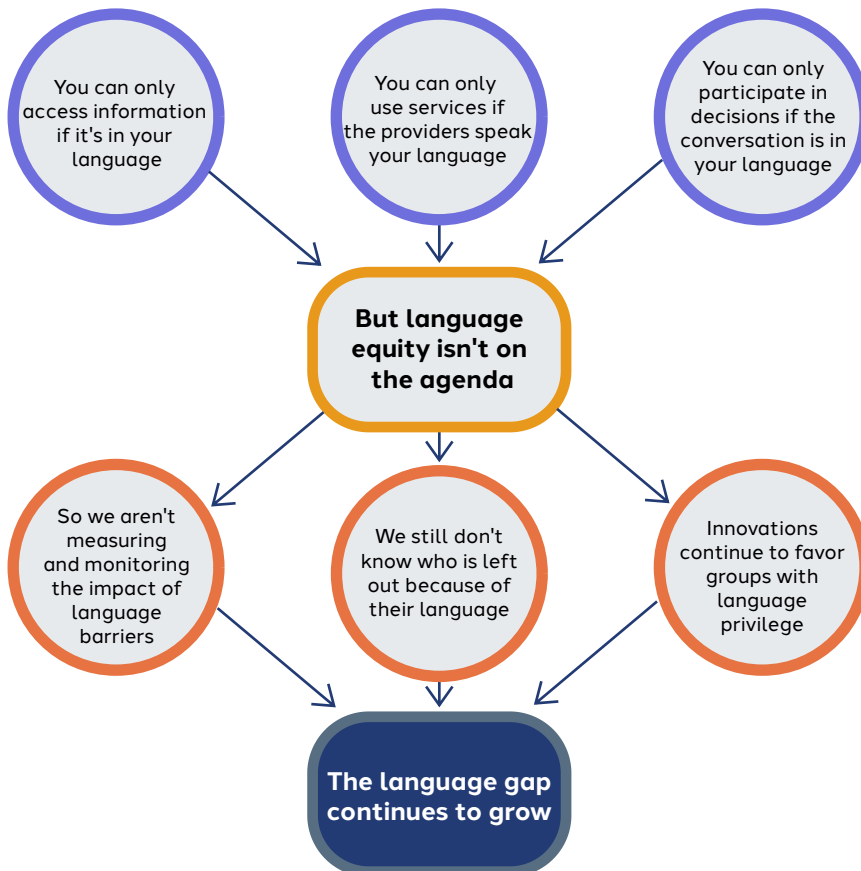 You can only
access information
if it's in your
language
You can only
use services if
the providers speak
your language
You can only
participate in
decisions if the
conversation is in
your language
But language
equity isn't on
the agenda
So we aren't
measuring
and monitoring
the impact of
language
barriers
We still don't
know who is left
out because of
their language
Innovations
continue to favor
groups with
language
privilege
The language gap
continues to grow